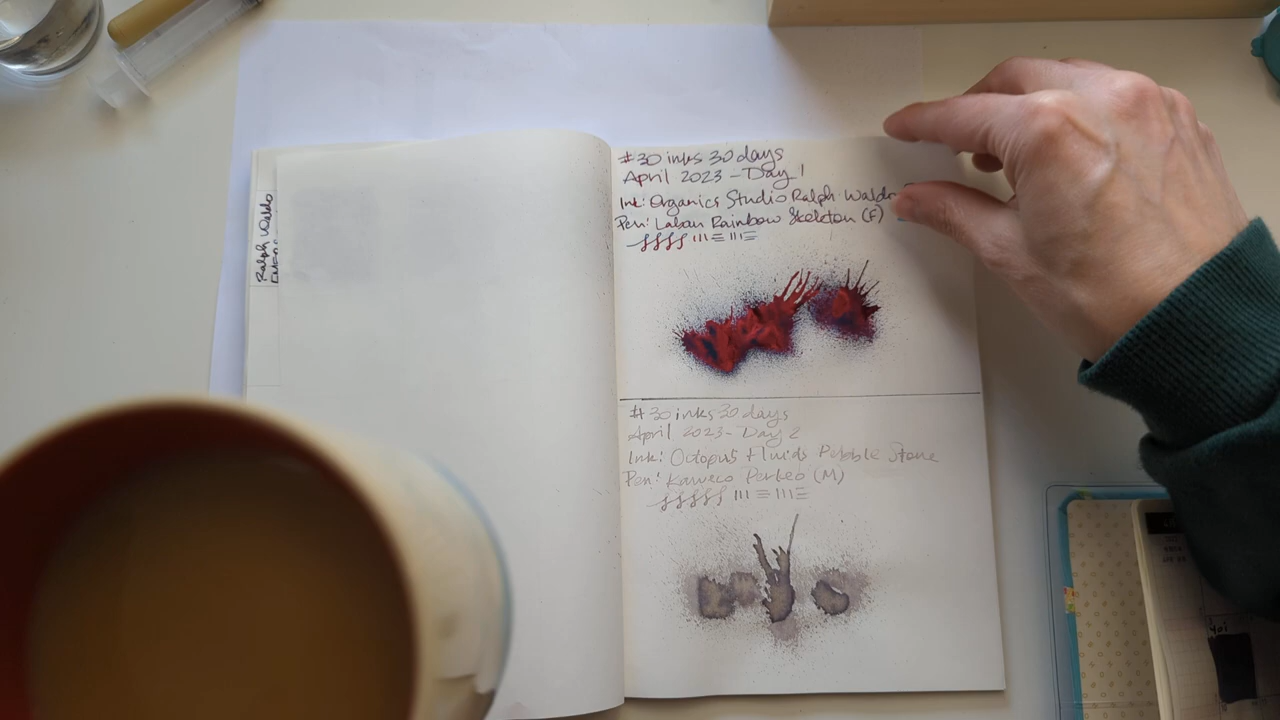 Ralph Waldo
#30 inks 30 days
April 2023 - Day 1
Ink: Organics Studio Ralph Waldo
Pen: Laban Rainbow Skeleton (F)
#30 inks 30 days
April 2023 - Day 2
Ink: Octopus Fluids Pebble Stone
Pen: Kaweco Perkeo (M)
Yoi